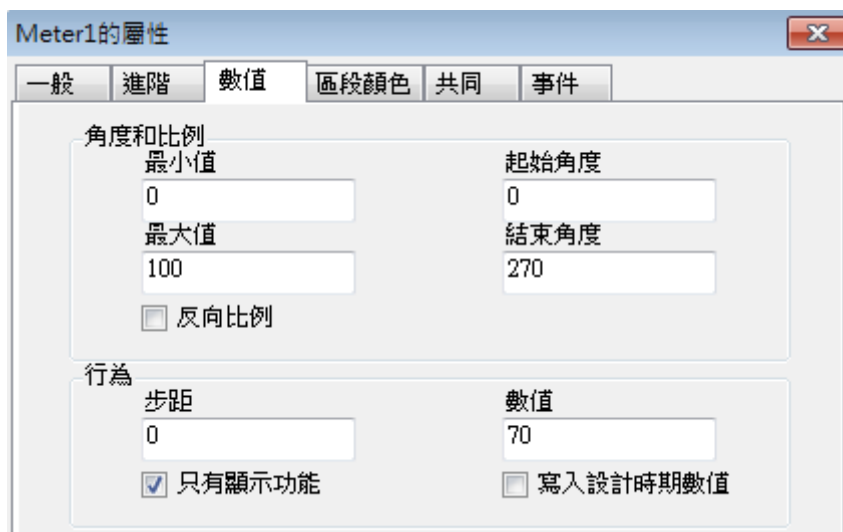 Meter1的屬性
一般 進階 數值 區段顏色 共同 事件
角度和比例
最小值 起始角度
0 0
最大值 結束角度
100 270
反向比例
行為
步距 數值
0 70
只有顯示功能 寫入設計時期數值